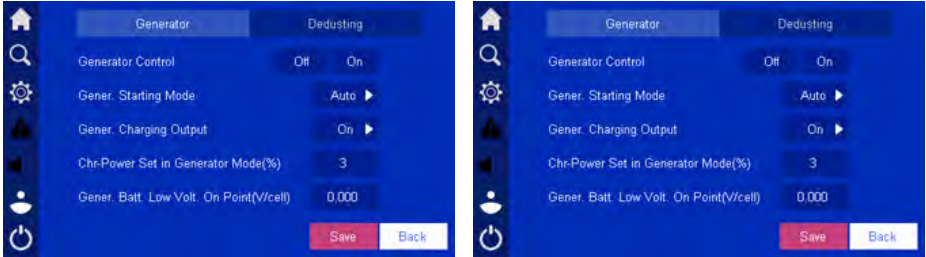 Generator Dedusting
Generator Control Off On
Gener. Starting Mode Auto
Gener. Charging Output On
Chr-Power Set in Generator Mode(%) 3
Gener. Batt. Low Volt. On Point(V/cell) 0.000
Save Back
Generator Dedusting
Generator Control Off On
Gener. Starting Mode Auto
Gener. Charging Output On
Chr-Power Set in Generator Mode(%) 3
Gener. Batt. Low Volt. On Point(V/cell) 0.000
Save Back